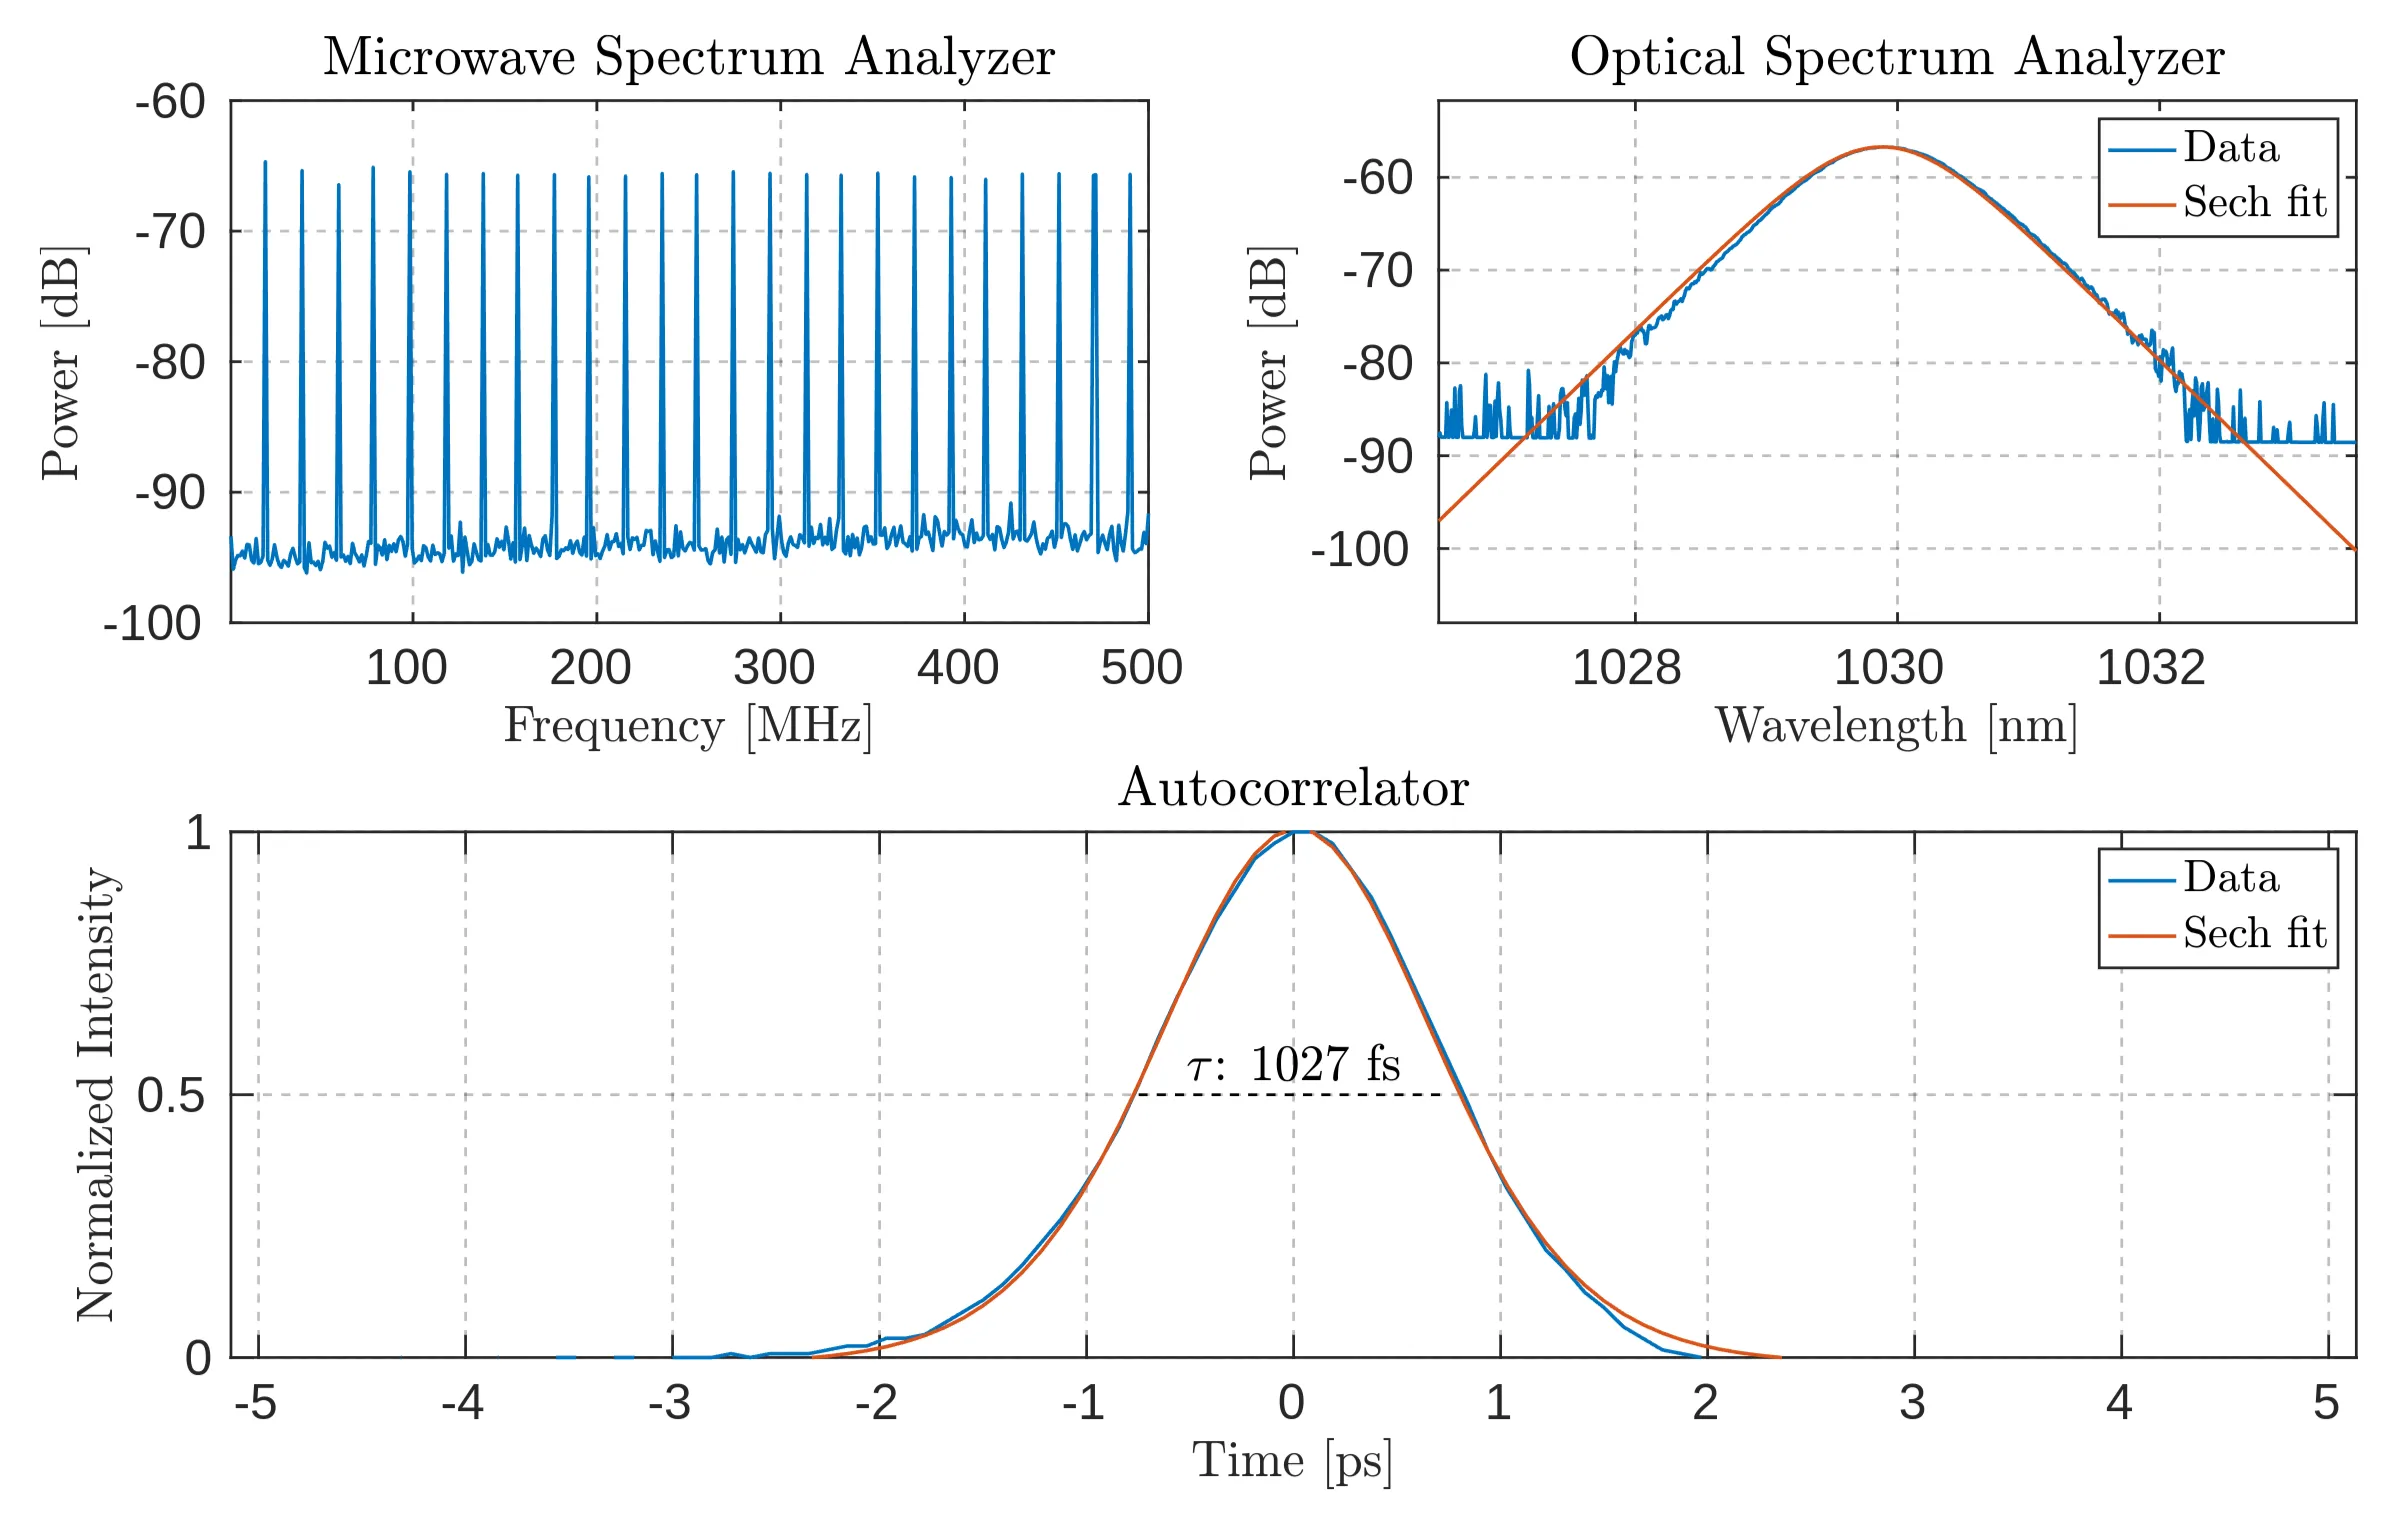 Microwave Spectrum Analyzer
-60
-70
-80
-90
-100
Power [dB]
100 200 300 400 500
Frequency [MHz]
Optical Spectrum Analyzer
Data
Sech fit
-60
-70
-80
-90
-100
Power [dB]
1028 1030 1032
Wavelength [nm]
Autocorrelator
Data
Sech fit
1
0.5
0
Normalized Intensity
τ: 1027 fs
-5 -4 -3 -2 -1 0 1 2 3 4 5
Time [ps]